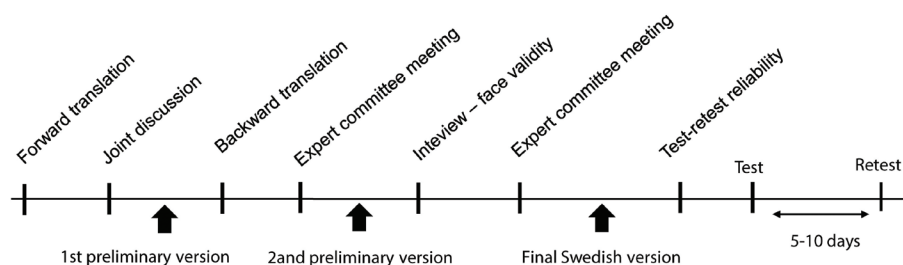 Forward translation
Joint discussion
Backward translation
Expert committee meeting
Inteview – face validity
Expert committee meeting
Test-retest reliability
Test
Retest
5-10 days
1st preliminary version
2and preliminary version
Final Swedish version